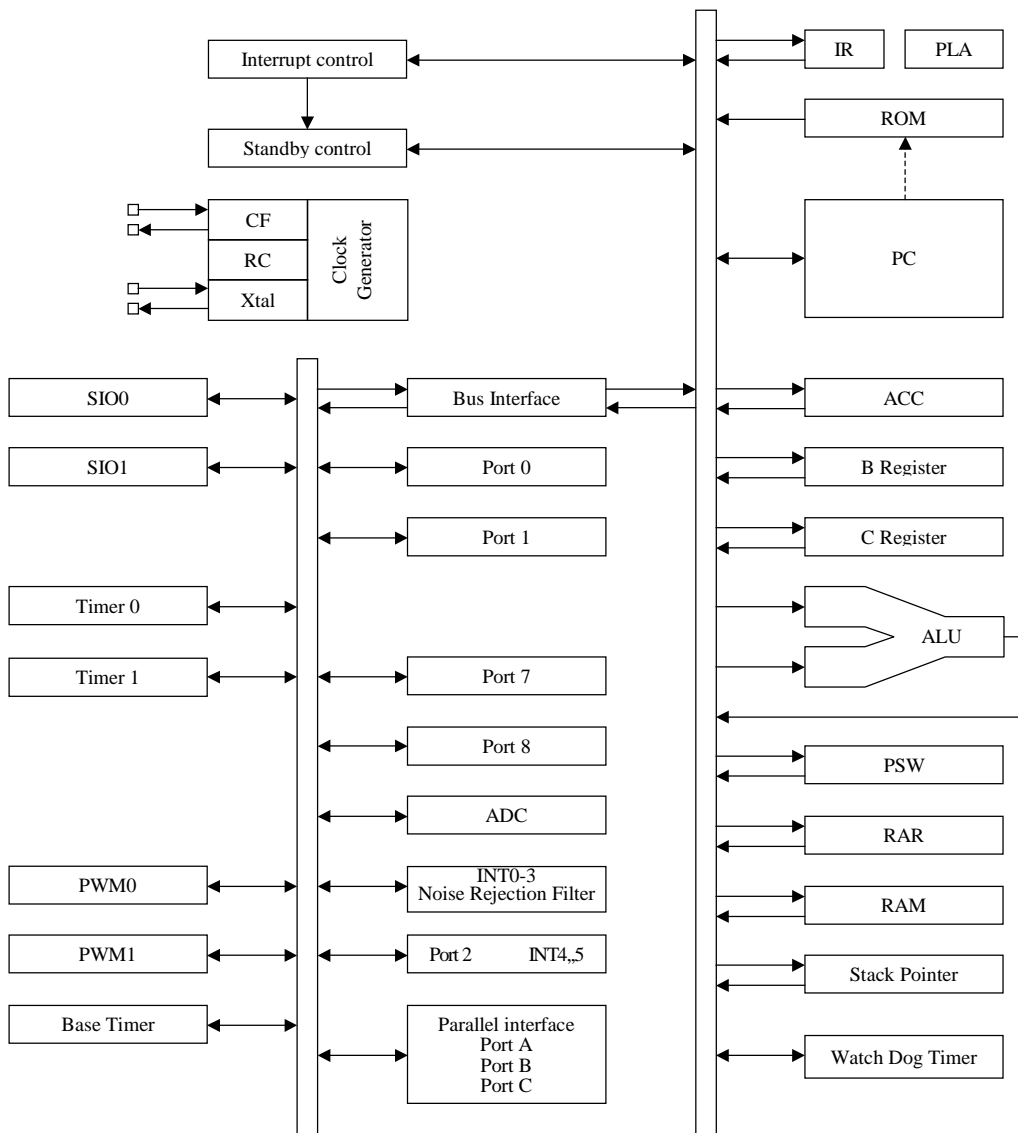 Interrupt control
IR
PLA
ROM
Standby control
CF
RC
Xtal
Clock
Generator
PC
SIO0
Bus Interface
ACC
SIO1
Port 0
B Register
Port 1
C Register
Timer 0
ALU
Timer 1
Port 7
Port 8
PSW
ADC
RAR
PWM0
INT0-3
Noise Rejection Filter
RAM
PWM1
Port 2 INT4,,5
Stack Pointer
Base Timer
Parallel interface
Port A
Port B
Port C
Watch Dog Timer